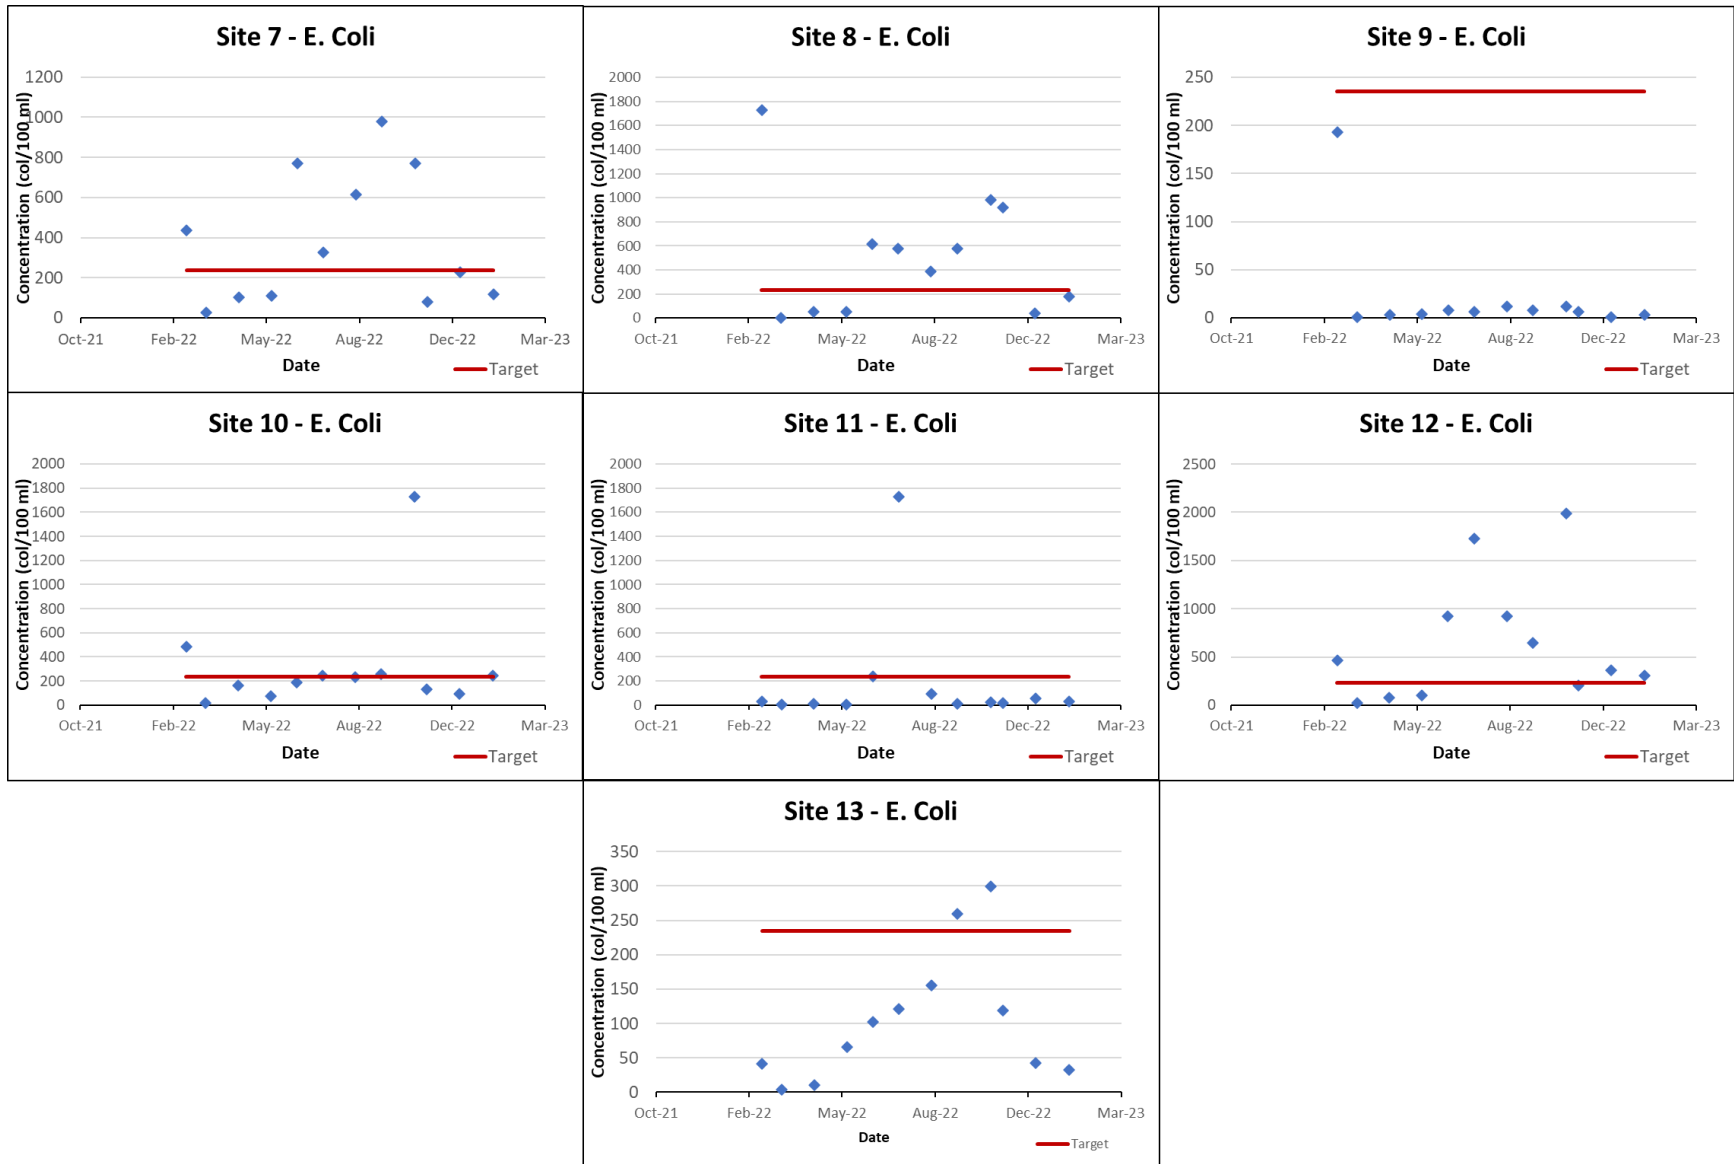 Site 7 - E. Coli
Concentration (col/100 ml)
1200
1000
800
600
400
200
0
Oct-21 Feb-22 May-22 Aug-22 Dec-22 Mar-23
Date
Target
Site 8 - E. Coli
Concentration (col/100 ml)
2000
1800
1600
1400
1200
1000
800
600
400
200
0
Oct-21 Feb-22 May-22 Aug-22 Dec-22 Mar-23
Date
Target
Site 9 - E. Coli
Concentration (col/100 ml)
250
200
150
100
50
0
Oct-21 Feb-22 May-22 Aug-22 Dec-22 Mar-23
Date
Target
Site 10 - E. Coli
Concentration (col/100 ml)
2000
1800
1600
1400
1200
1000
800
600
400
200
0
Oct-21 Feb-22 May-22 Aug-22 Dec-22 Mar-23
Date
Target
Site 11 - E. Coli
Concentration (col/100 ml)
2000
1800
1600
1400
1200
1000
800
600
400
200
0
Oct-21 Feb-22 May-22 Aug-22 Dec-22 Mar-23
Date
Target
Site 12 - E. Coli
Concentration (col/100 ml)
2500
2000
1500
1000
500
0
Oct-21 Feb-22 May-22 Aug-22 Dec-22 Mar-23
Date
Target
Site 13 - E. Coli
Concentration (col/100 ml)
350
300
250
200
150
100
50
0
Oct-21 Feb-22 May-22 Aug-22 Dec-22 Mar-23
Date
Target